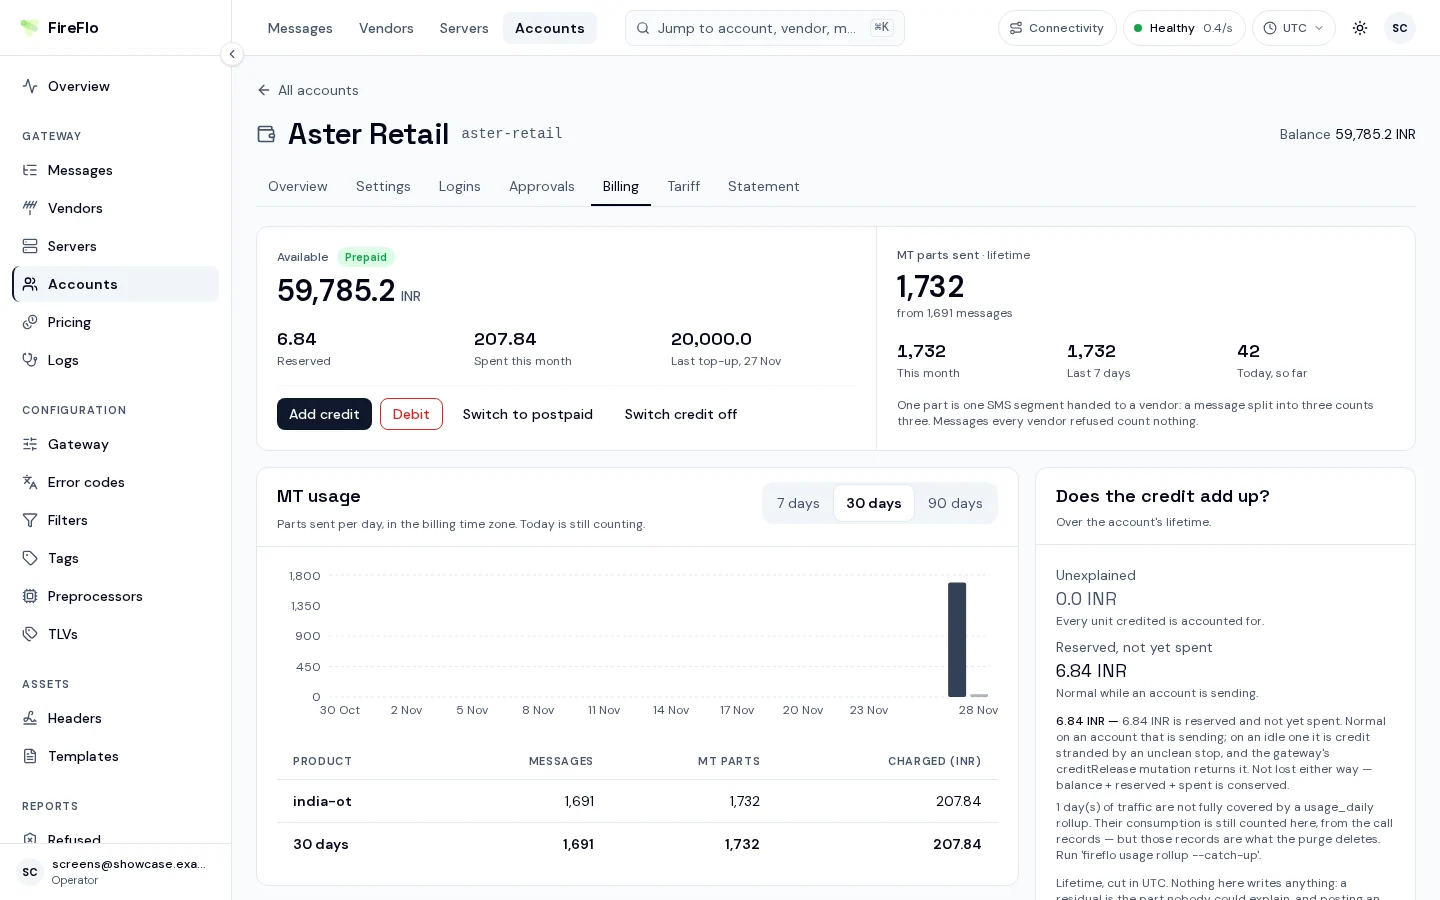 FireFlo
Messages
Vendors
Servers
Accounts
Jump to account, vendor, m...
⌘K
Connectivity
Healthy 0.4/s
UTC
SC
Overview
GATEWAY
Messages
Vendors
Servers
Accounts
Pricing
Logs
CONFIGURATION
Gateway
Error codes
Filters
Tags
Preprocessors
TLVs
ASSETS
Headers
Templates
REPORTS
Refused
SC
screens@showcase.exa...
Operator
All accounts
Aster Retail aster-retail
Balance 59,785.2 INR
Overview
Settings
Logins
Approvals
Billing
Tariff
Statement
Available Prepaid
59,785.2 INR
6.84
Reserved
207.84
Spent this month
20,000.0
Last top-up, 27 Nov
Add credit
Debit
Switch to postpaid
Switch credit off
MT parts sent · lifetime
1,732
from 1,691 messages
1,732
This month
1,732
Last 7 days
42
Today, so far
One part is one SMS segment handed to a vendor: a message split into three counts
three. Messages every vendor refused count nothing.
MT usage
Parts sent per day, in the billing time zone. Today is still counting.
7 days
30 days
90 days
1,800
1,350
900
450
0
30 Oct
2 Nov
5 Nov
8 Nov
11 Nov
14 Nov
17 Nov
20 Nov
23 Nov
28 Nov
PRODUCT MESSAGES MT PARTS CHARGED (INR)
india-ot 1,691 1,732 207.84
30 days 1,691 1,732 207.84
Does the credit add up?
Over the account's lifetime.
Unexplained
0.0 INR
Every unit credited is accounted for.
Reserved, not yet spent
6.84 INR
Normal while an account is sending.
6.84 INR — 6.84 INR is reserved and not yet spent. Normal
on an account that is sending; on an idle one it is credit
stranded by an unclean stop, and the gateway's
creditRelease mutation returns it. Not lost either way —
balance + reserved + spent is conserved.
1 day(s) of traffic are not fully covered by a usage_daily
rollup. Their consumption is still counted here, from the call
records — but those records are what the purge deletes.
Run 'fireflo usage rollup --catch-up'.
Lifetime, cut in UTC. Nothing here writes anything: a
residual is the part nobody could explain, and posting an